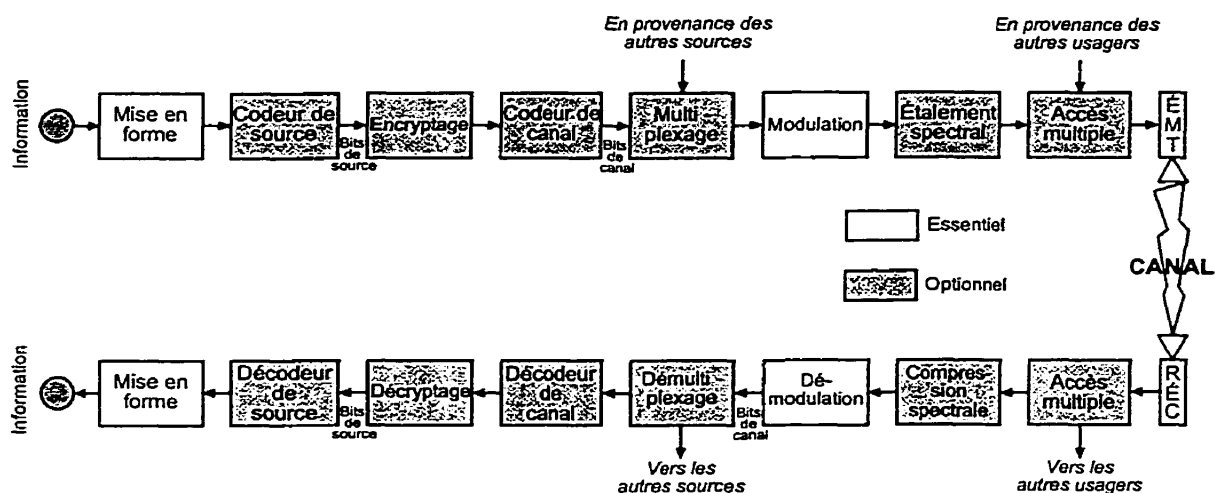 En provenance des
autres sources
En provenance des
autres usagers
Information
Mise en
forme
Codeur de
source
Bits
de
source
Encryptage
Codeur de
canal
Bits
de
canal
Multi
plexage
Modulation
Etalement
spectral
Accès
multiple
ÉMT
Essentiel
Optionnel
CANAL
Information
Mise en
forme
Décodeur
de
source
Bits
de
source
Décryptage
Décodeur
de
canal
Démulti
plexage
Bits
de
canal
Dé-
modulation
Compres
sion
spectrale
Accès
multiple
RÉC
Vers les
autres sources
Vers les
autres usagers